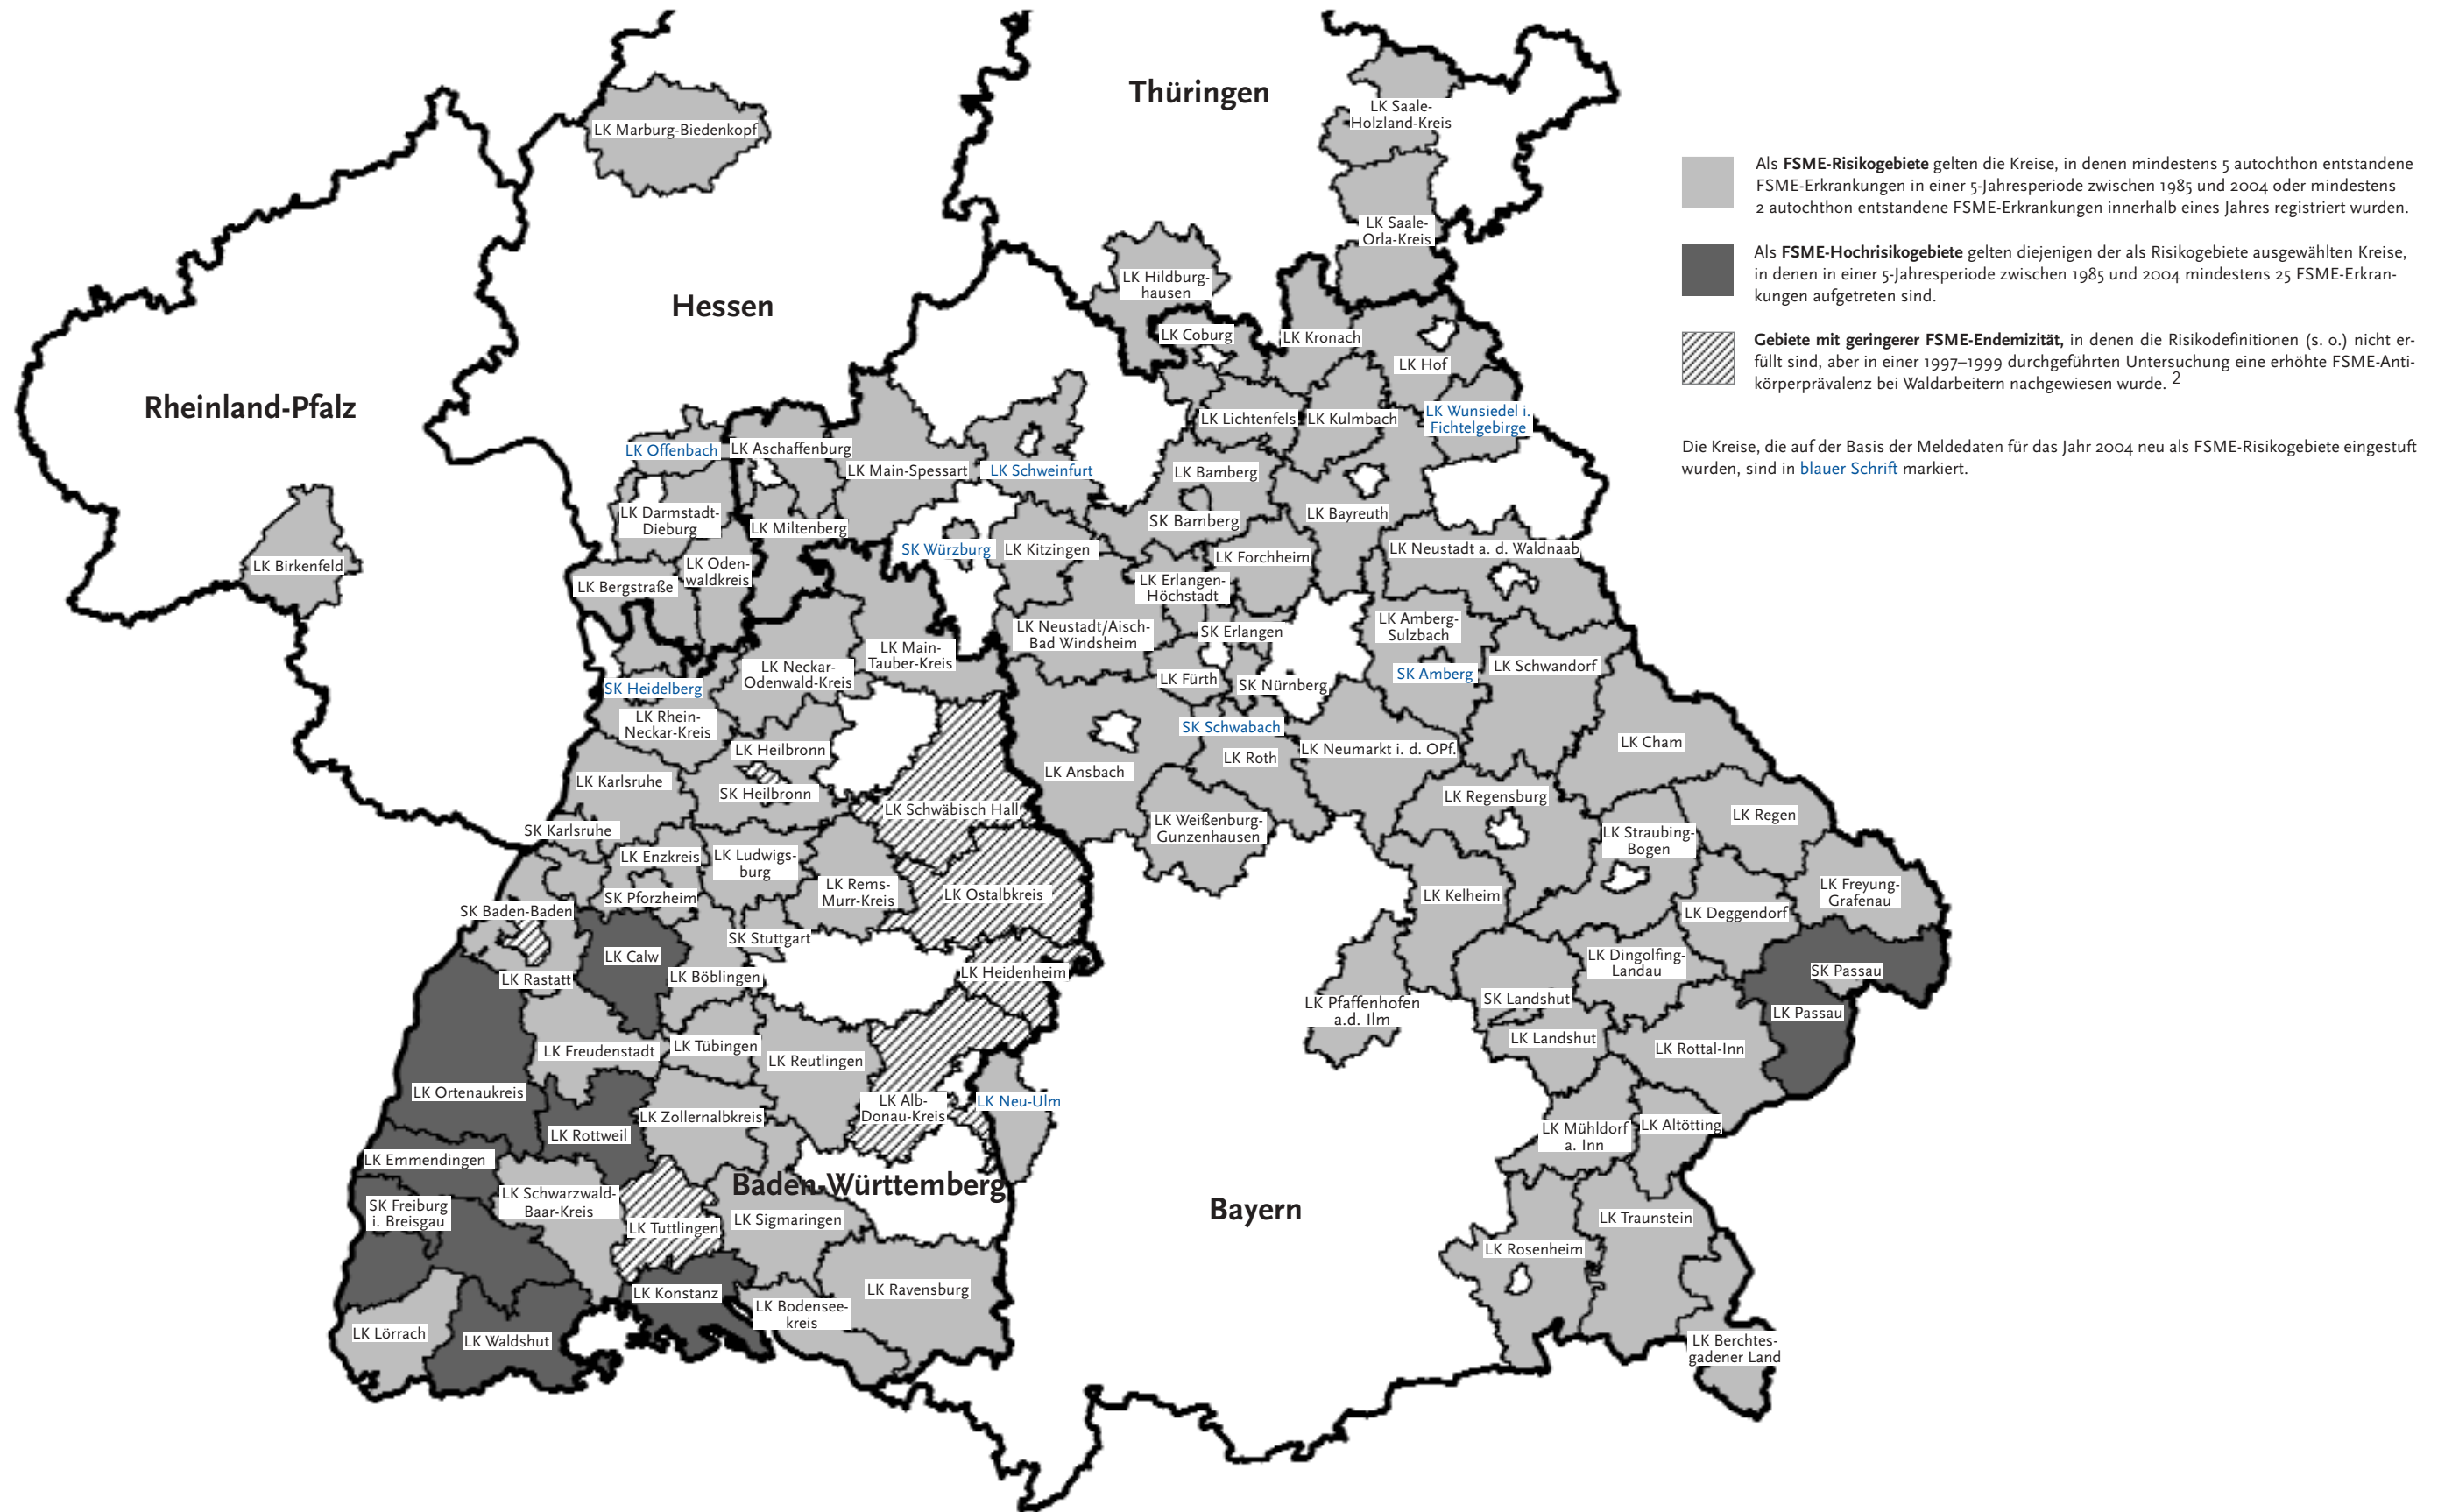 Thüringen
LK Saale-
Holzland-Kreis
LK Marburg-Biedenkopf
LK Saale-
Orla-Kreis
LK Hildburg-
hausen
Hessen
LK Coburg
LK Kronach
LK Hof
Rheinland-Pfalz
LK Lichtenfels
LK Kulmbach
LK Wunsiedel i.
Fichtelgebirge
LK Offenbach
LK Aschaffenburg
LK Main-Spessart
LK Schweinfurt
LK Bamberg
LK Darmstadt-
Dieburg
LK Miltenberg
SK Bamberg
LK Bayreuth
SK Würzburg
LK Kitzingen
LK Forchheim
LK Neustadt a. d. Waldnaab
LK Birkenfeld
LK Bergstraße
LK Oden-
waldkreis
LK Erlangen-
Höchstadt
LK Neustadt/Aisch-
Bad Windsheim
SK Erlangen
LK Amberg-
Sulzbach
LK Main-
Tauber-Kreis
LK Neckar-
Odenwald-Kreis
LK Fürth
SK Nürnberg
SK Amberg
LK Schwandorf
SK Heidelberg
LK Rhein-
Neckar-Kreis
SK Schwabach
LK Heilbronn
LK Roth
LK Neumarkt i. d. OPf.
LK Cham
LK Karlsruhe
SK Heilbronn
LK Ansbach
LK Schwäbisch Hall
LK Regensburg
LK Regen
SK Karlsruhe
LK Weißenburg-
Gunzenhausen
LK Straubing-
Bogen
LK Enzkreis
LK Ludwigs-
burg
LK Rems-
Murr-Kreis
LK Ostalbkreis
LK Kelheim
LK Freyung-
Grafenau
SK Pforzheim
SK Baden-Baden
LK Deggendorf
SK Stuttgart
LK Calw
LK Rastatt
LK Böblingen
LK Heidenheim
LK Dingolfing-
Landau
SK Passau
LK Pfaffenhofen
a.d. Ilm
SK Landshut
LK Passau
LK Freudenstadt
LK Tübingen
LK Reutlingen
LK Landshut
LK Rottal-Inn
LK Ortenaukreis
LK Alb-
Donau-Kreis
LK Neu-Ulm
LK Zollernalbkreis
LK Rottweil
LK Mühldorf
a. Inn
LK Altötting
LK Emmendingen
Baden-Württemberg
LK Schwarzwald-
Baar-Kreis
SK Freiburg
i. Breisgau
LK Tuttlingen
LK Sigmaringen
Bayern
LK Traunstein
LK Rosenheim
LK Konstanz
LK Ravensburg
LK Bodensee-
kreis
LK Lörrach
LK Waldshut
LK Berchtes-
gadener Land
Als FSME-Risikogebiete gelten die Kreise, in denen mindestens 5 autochthon entstandene
FSME-Erkrankungen in einer 5-Jahresperiode zwischen 1985 und 2004 oder mindestens
2 autochthon entstandene FSME-Erkrankungen innerhalb eines Jahres registriert wurden.
Als FSME-Hochrisikogebiete gelten diejenigen der als Risikogebiete ausgewählten Kreise,
in denen in einer 5-Jahresperiode zwischen 1985 und 2004 mindestens 25 FSME-Erkran-
kungen aufgetreten sind.
Gebiete mit geringerer FSME-Endemizität, in denen die Risikodefinitionen (s. o.) nicht er-
füllt sind, aber in einer 1997–1999 durchgeführten Untersuchung eine erhöhte FSME-Anti-
körperprävalenz bei Waldarbeitern nachgewiesen wurde. 2
Die Kreise, die auf der Basis der Meldedaten für das Jahr 2004 neu als FSME-Risikogebiete eingestuft
wurden, sind in blauer Schrift markiert.